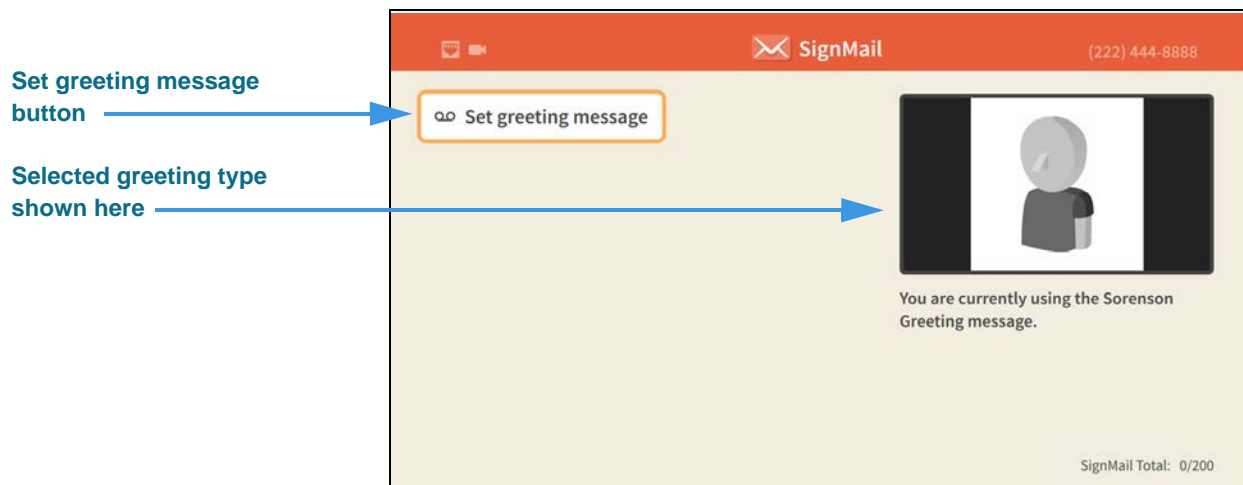 SignMail
(222) 444-8888
Set greeting message
button
Set greeting message
Selected greeting type
shown here
You are currently using the Sorenson
Greeting message.
SignMail Total: 0/200